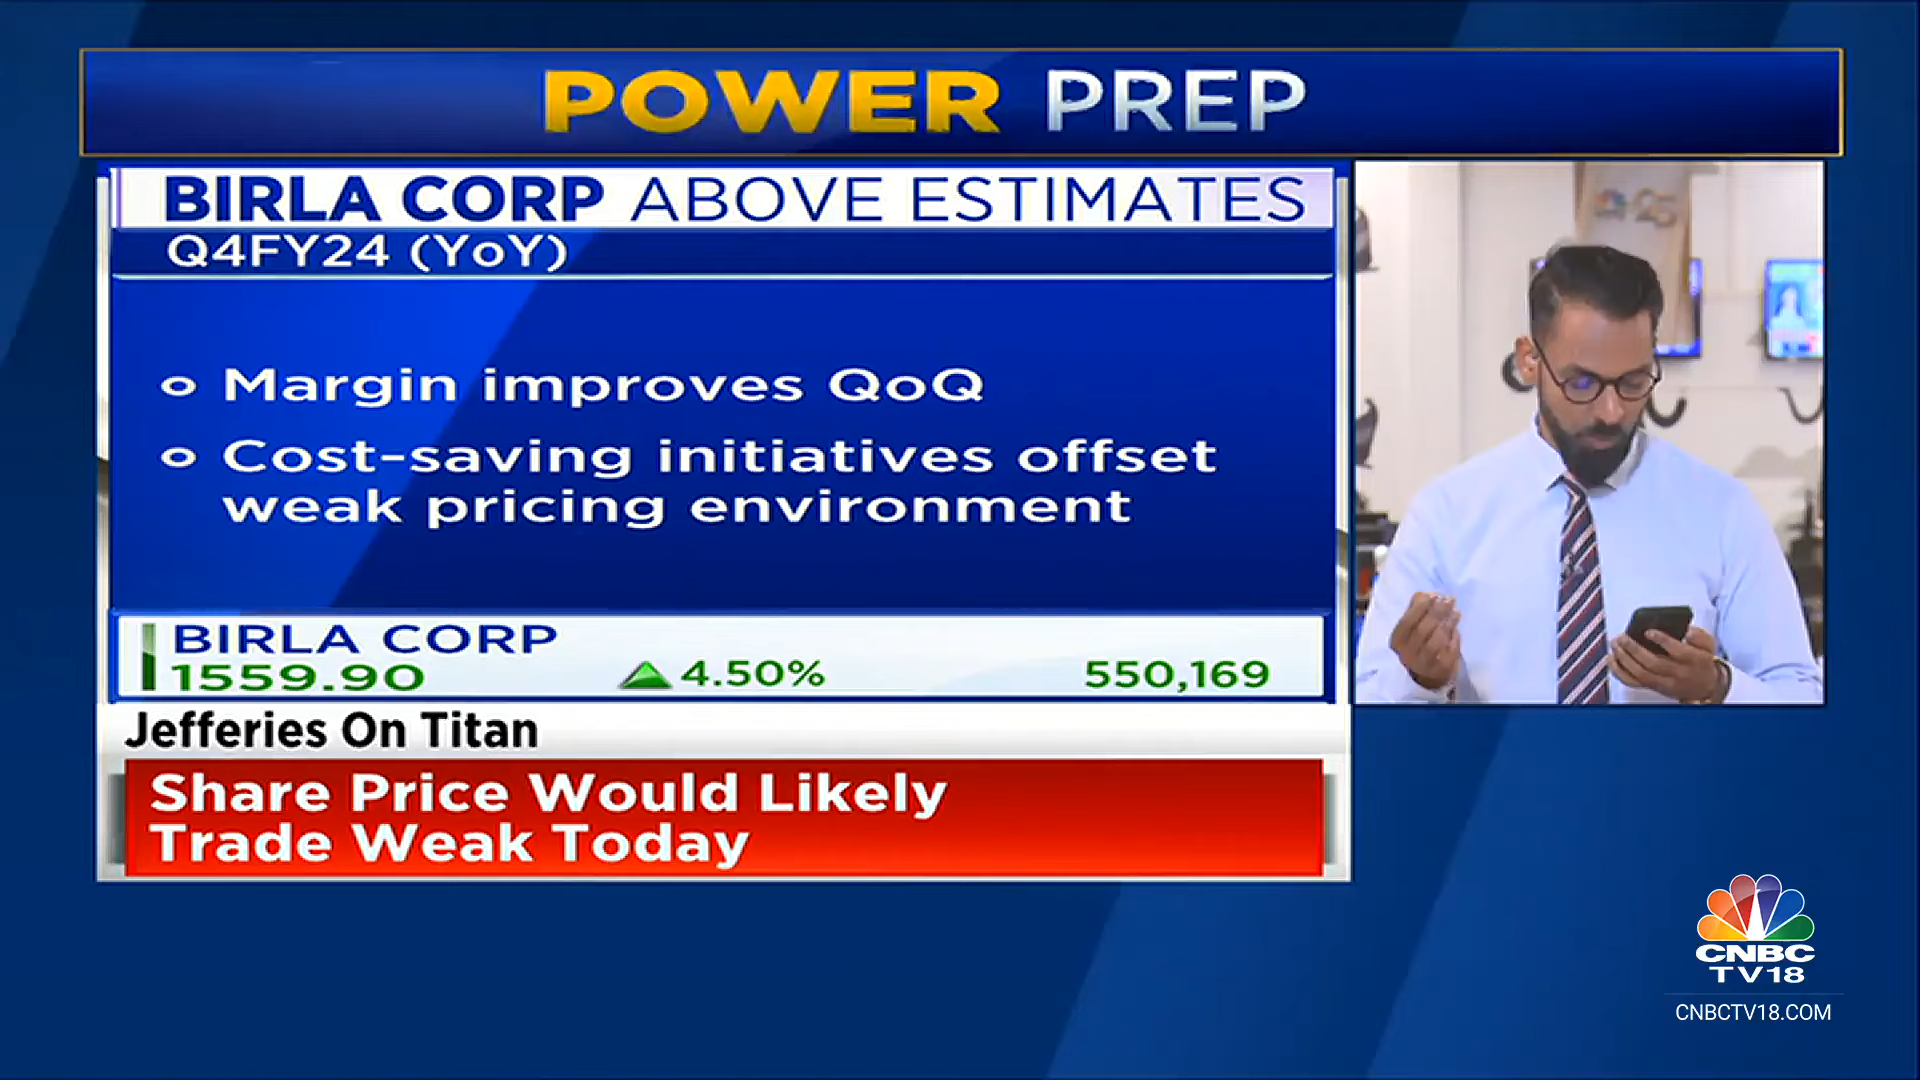 POWER PREP
BIRLA CORP ABOVE ESTIMATES
Q4FY24 (YoY)
Margin improves QoQ
Cost-saving initiatives offset
weak pricing environment
BIRLA CORP
1559.90 4.50% 550,169
Jefferies On Titan
Share Price Would Likely
Trade Weak Today
25
CNBC
TV18
CNBCTV18.COM